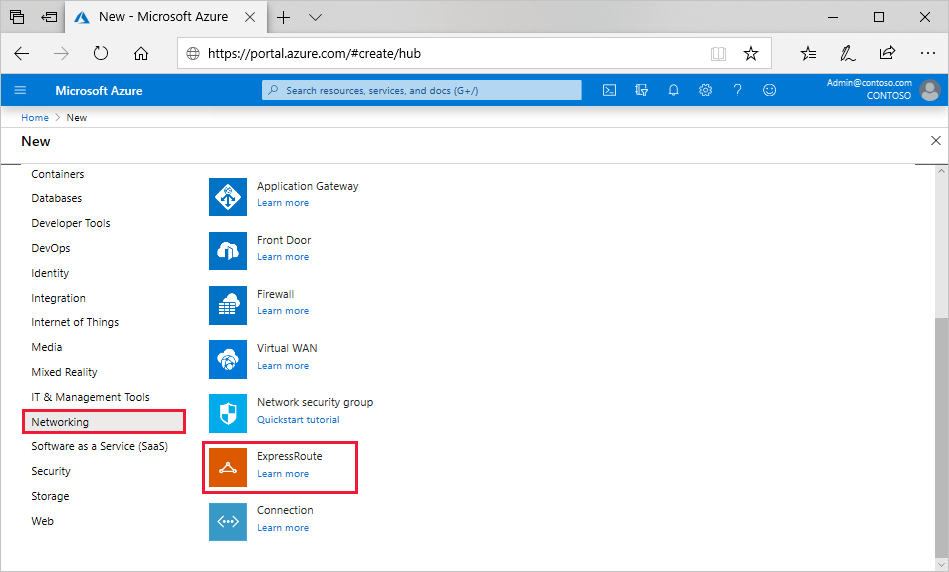 New - Microsoft Azure
https://portal.azure.com/#create/hub
Microsoft Azure
Search resources, services, and docs (G+/)
Admin@contoso.com
CONTOSO
Home > New
New
Containers
Databases
Developer Tools
DevOps
Identity
Integration
Internet of Things
Media
Mixed Reality
IT & Management Tools
Networking
Software as a Service (SaaS)
Security
Storage
Web
Application Gateway
Learn more
Front Door
Learn more
Firewall
Learn more
Virtual WAN
Learn more
Network security group
Quickstart tutorial
ExpressRoute
Learn more
Connection
Learn more